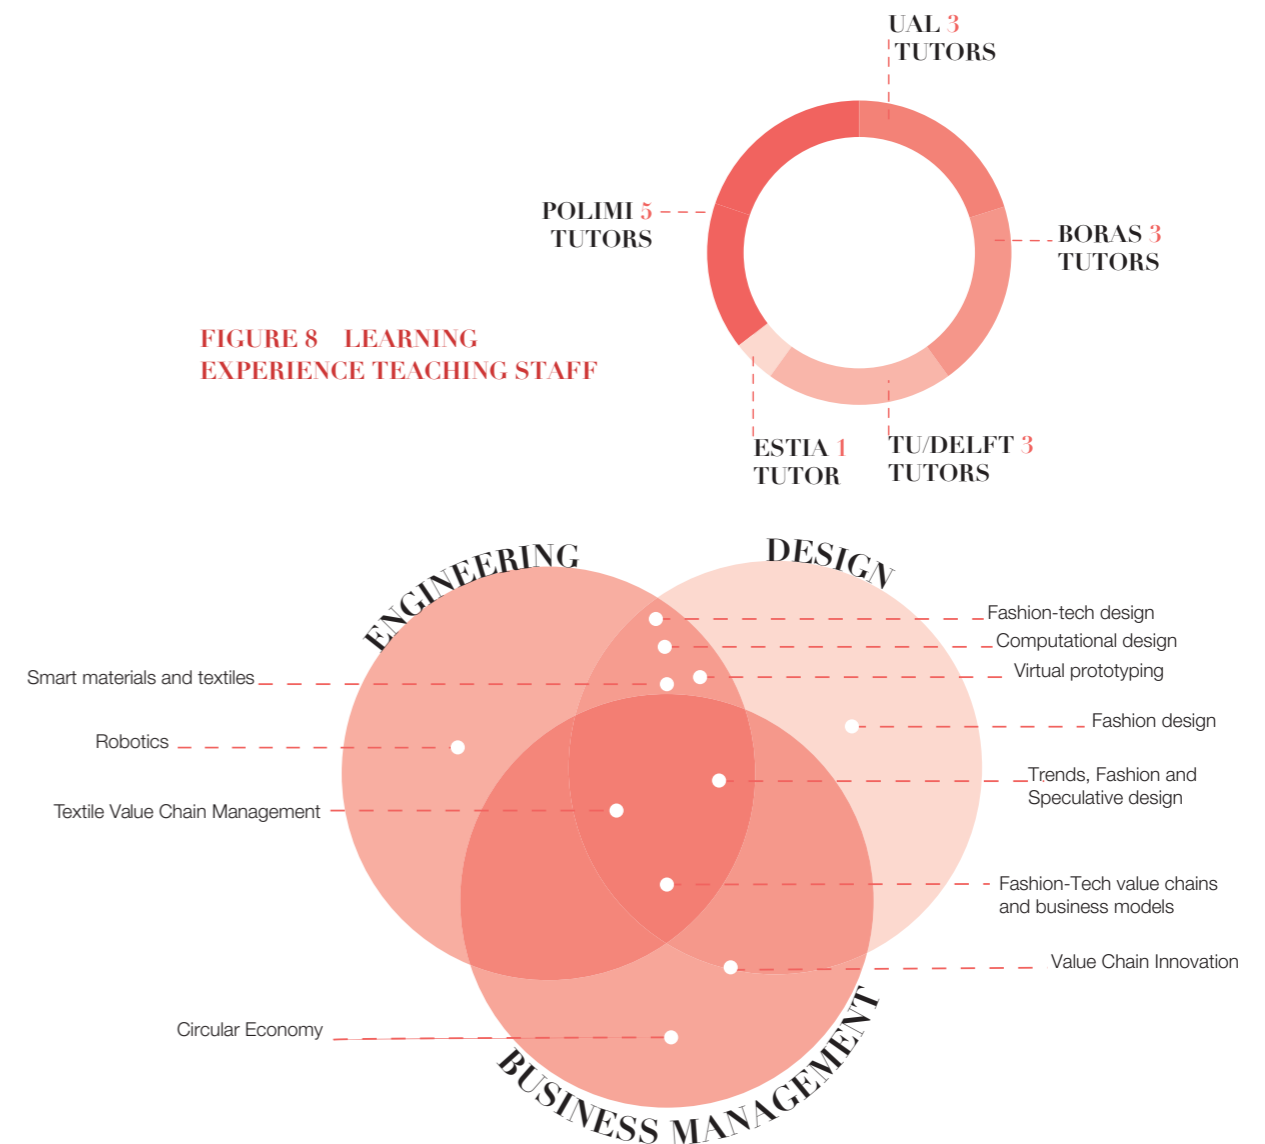 UAL 3
TUTORS
POLIMI 5
TUTORS
BORAS 3
TUTORS
FIGURE 8 LEARNING
EXPERIENCE TEACHING STAFF
ESTIA 1
TUTOR
TU/DELFT 3
TUTORS
ENGINEERING
DESIGN
Fashion-tech design
Computational design
Virtual prototyping
Smart materials and textiles
Fashion design
Robotics
Trends, Fashion and
Speculative design
Textile Value Chain Management
Fashion-Tech value chains
and business models
Value Chain Innovation
Circular Economy
BUSINESS MANAGEMENT